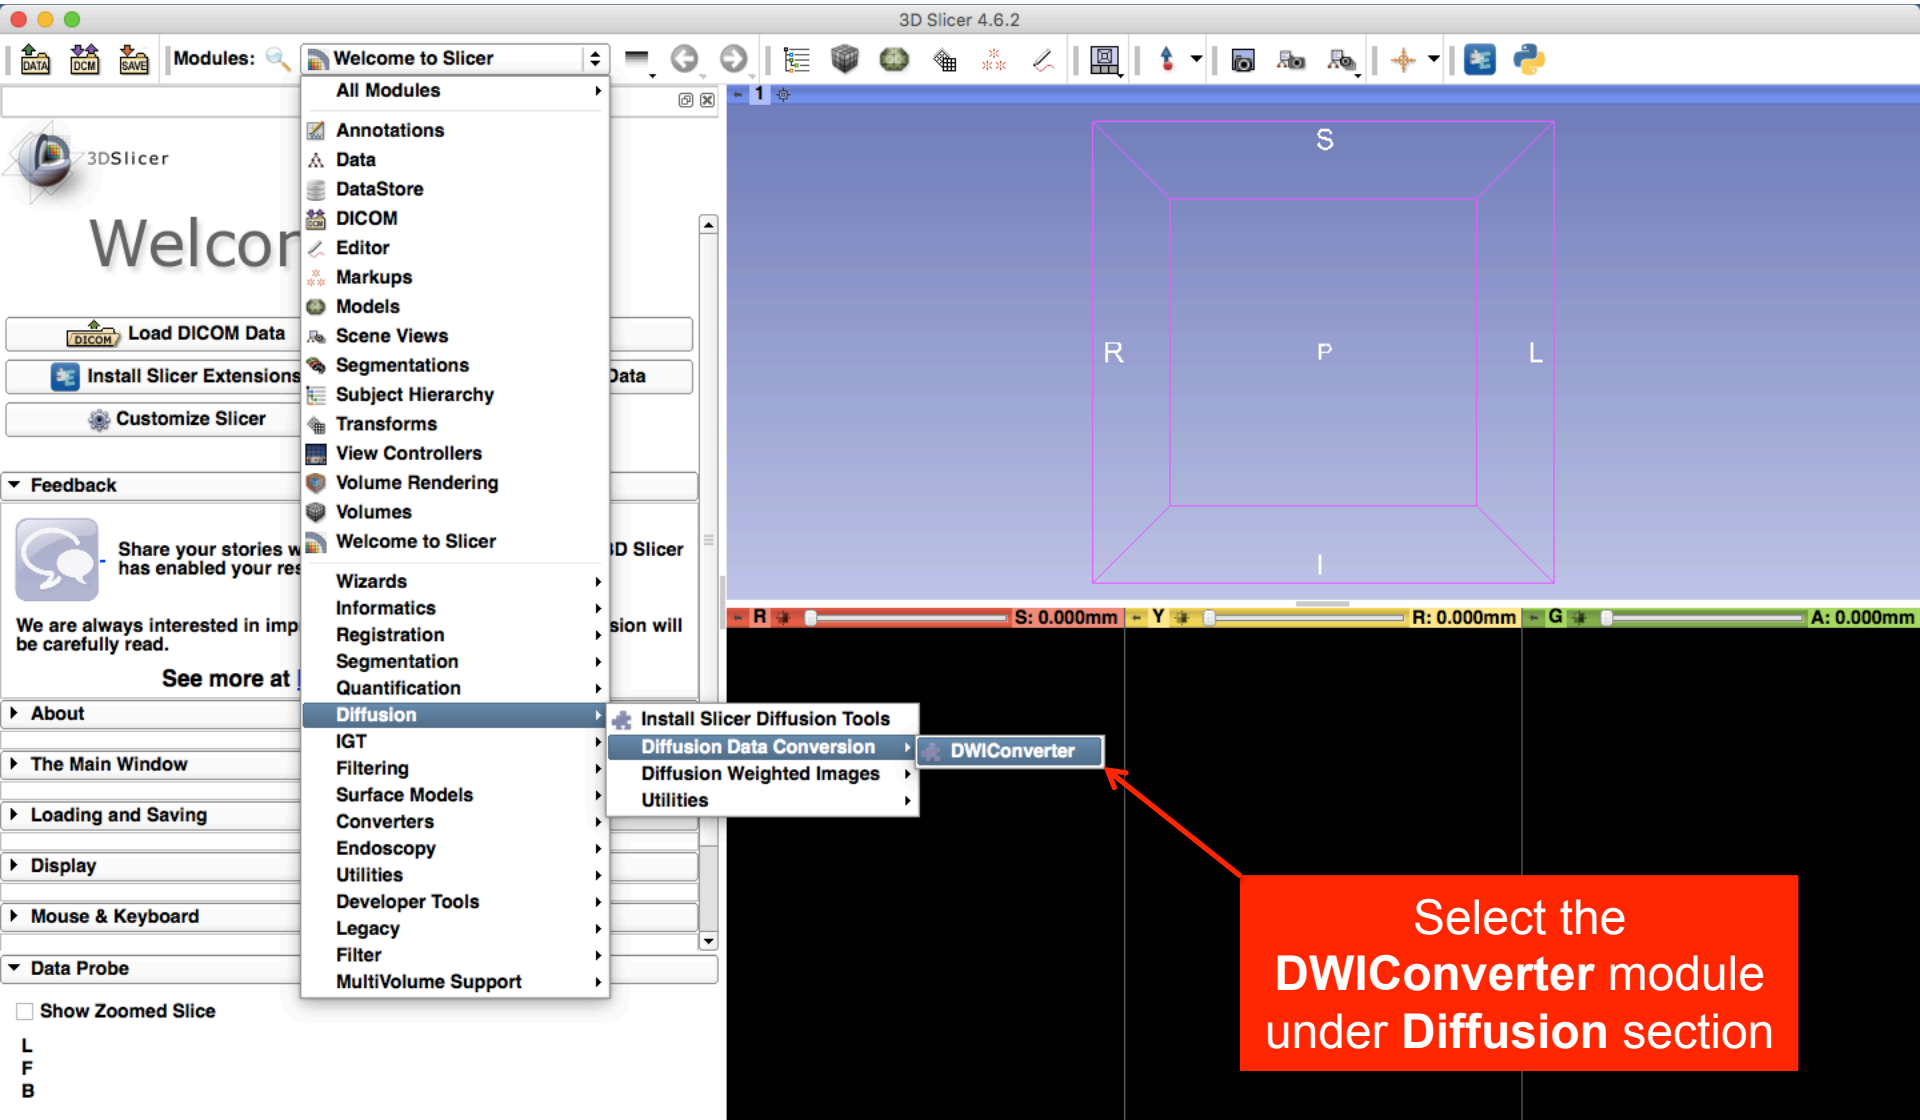 3D Slicer 4.6.2
DATA
DCM
SAVE
Modules:
Welcome to Slicer
All Modules
Annotations
Data
DataStore
DICOM
Editor
Markups
Models
Scene Views
Segmentations
Subject Hierarchy
Transforms
View Controllers
Volume Rendering
Volumes
Welcome to Slicer
Wizards
Informatics
Registration
Segmentation
Quantification
Diffusion
IGT
Filtering
Surface Models
Converters
Endoscopy
Utilities
Developer Tools
Legacy
Filter
MultiVolume Support
Install Slicer Diffusion Tools
Diffusion Data Conversion
Diffusion Weighted Images
Utilities
DWIConverter
3DSlicer
Welcor
DICOM
Load DICOM Data
Install Slicer Extensions
Data
Customize Slicer
Feedback
Share your stories w
D Slicer
has enabled your res
We are always interested in imp
sion will
be carefully read.
See more at
About
The Main Window
Loading and Saving
Display
Mouse & Keyboard
Data Probe
Show Zoomed Slice
L
F
B
1
S
R
P
L
I
R
S: 0.000mm
Y
R: 0.000mm
G
A: 0.000mm
Select the
DWIConverter module
under Diffusion section